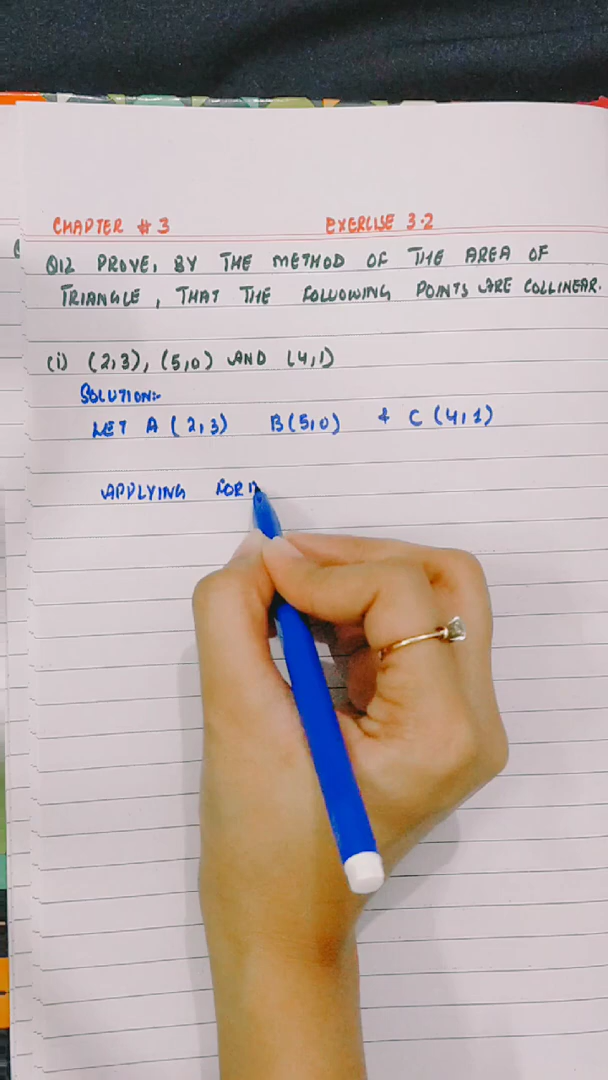 CHAPTER # 3 EXERCISE 3.2
Q12 PROVE, BY THE METHOD OF THE AREA OF
TRIANGLE, THAT THE FOLLOWING POINTS ARE COLLINEAR.
(i) (2,3), (5,0) AND (4,1)
SOLUTION:-
LET A (2,3) B(5,0) & C (4,1)
APPLYING FOR